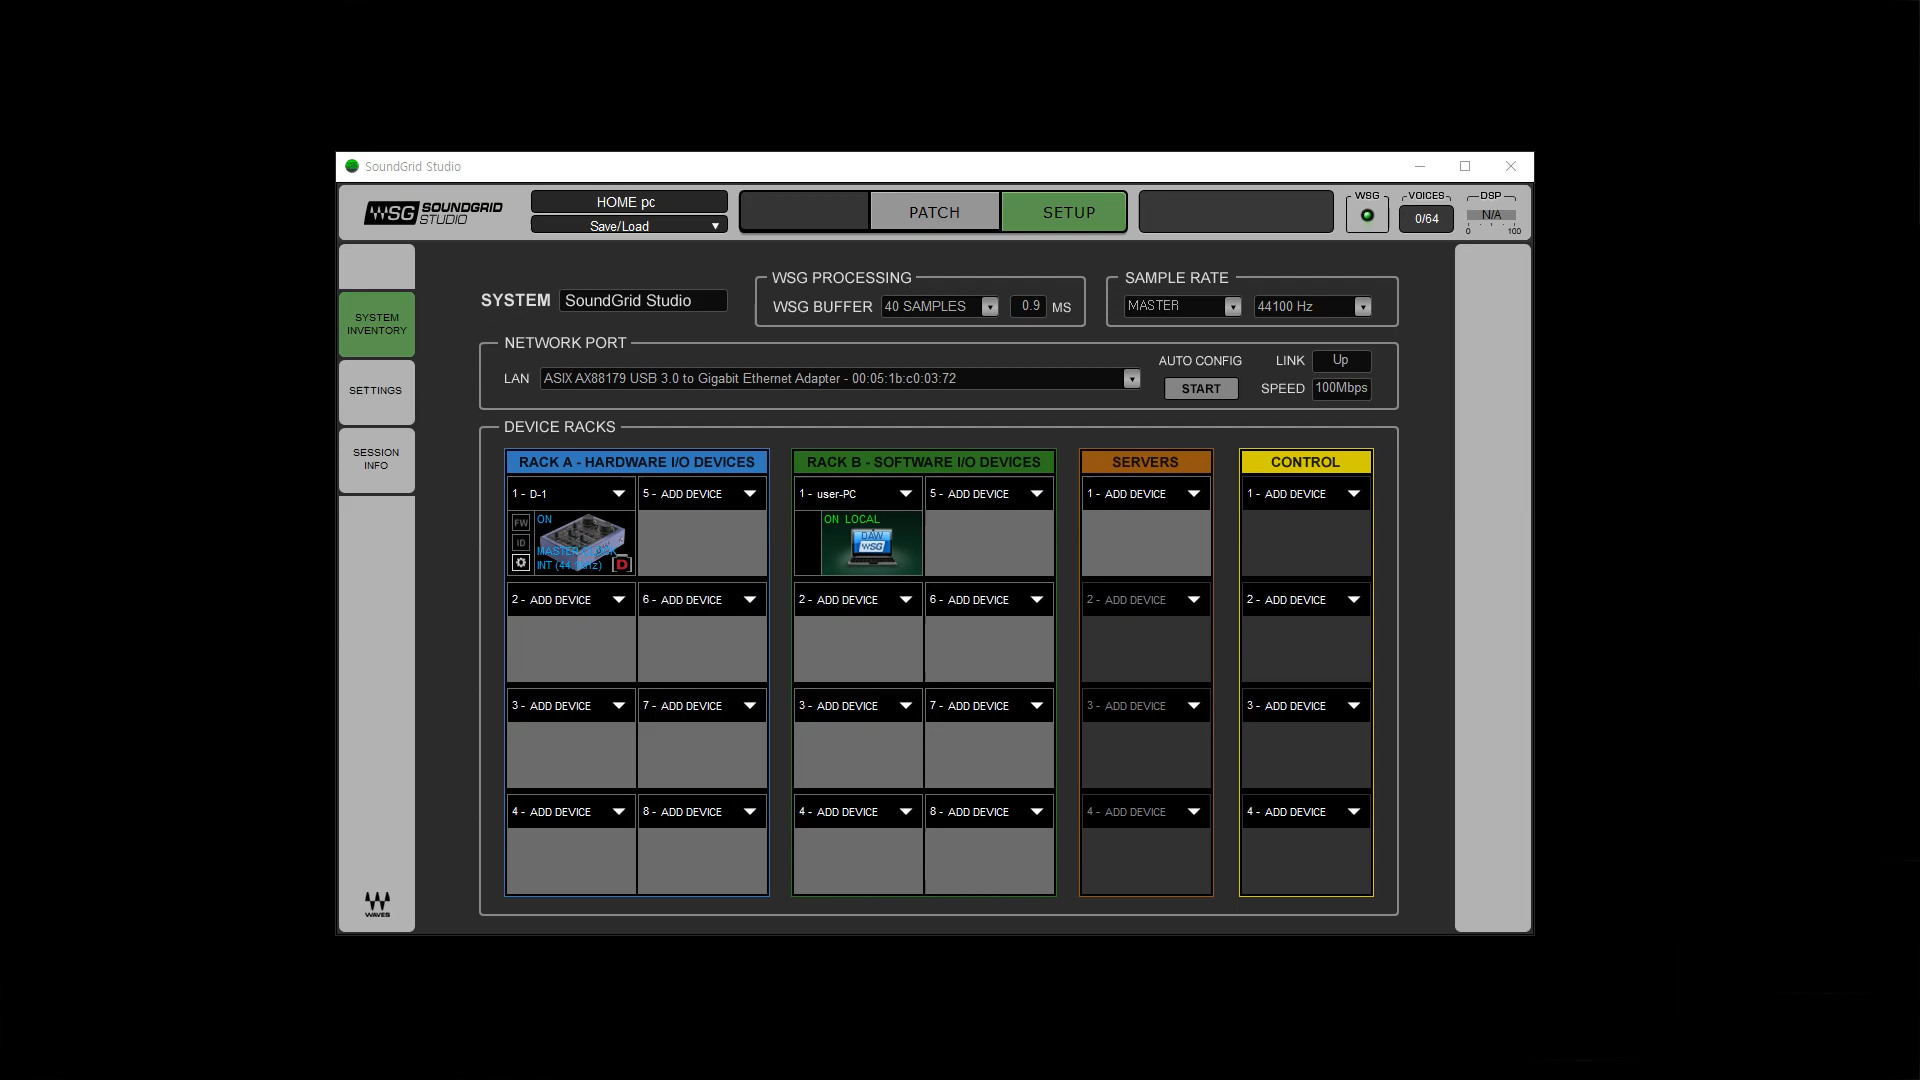 SoundGrid Studio
WSG SOUNDGRID STUDIO
HOME pc
Save/Load
PATCH
SETUP
WSG
VOICES
0/64
DSP
N/A
0 100
SYSTEM INVENTORY
SETTINGS
SESSION INFO
WAVES
SYSTEM SoundGrid Studio
WSG PROCESSING
WSG BUFFER 40 SAMPLES 0.9 MS
SAMPLE RATE
MASTER 44100 Hz
NETWORK PORT
LAN ASIX AX88179 USB 3.0 to Gigabit Ethernet Adapter - 00:05:1b:c0:03:72
AUTO CONFIG
START
LINK Up
SPEED 100Mbps
DEVICE RACKS
RACK A - HARDWARE I/O DEVICES
1 - D-1
5 - ADD DEVICE
FW
ID
ON
MASTER CLOCK
INT (44.1kHz)
D
2 - ADD DEVICE
6 - ADD DEVICE
3 - ADD DEVICE
7 - ADD DEVICE
4 - ADD DEVICE
8 - ADD DEVICE
RACK B - SOFTWARE I/O DEVICES
1 - user-PC
5 - ADD DEVICE
ON LOCAL
DAW
WSG
2 - ADD DEVICE
6 - ADD DEVICE
3 - ADD DEVICE
7 - ADD DEVICE
4 - ADD DEVICE
8 - ADD DEVICE
SERVERS
1 - ADD DEVICE
2 - ADD DEVICE
3 - ADD DEVICE
4 - ADD DEVICE
CONTROL
1 - ADD DEVICE
2 - ADD DEVICE
3 - ADD DEVICE
4 - ADD DEVICE